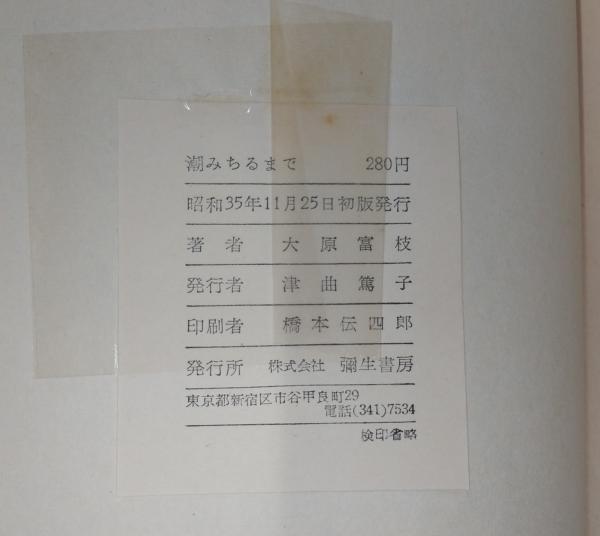 潮みちるまで 280円
昭和35年11月25日初版発行
著者 大原富枝
発行者 津曲篤子
印刷者 橋本伝四郎
発行所 株式会社 彌生書房
東京都新宿区市谷甲良町29
電話(341)7534
検印省略